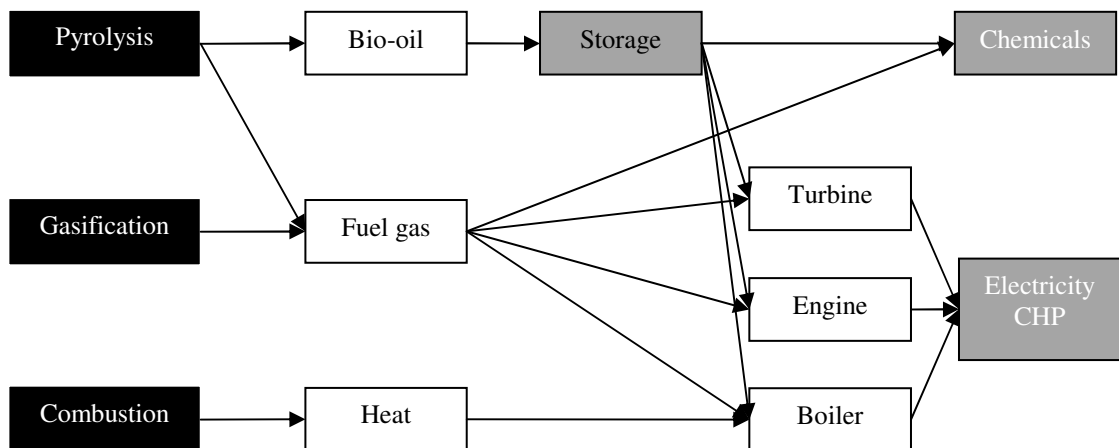 Pyrolysis
Bio-oil
Storage
Chemicals
Turbine
Gasification
Fuel gas
Engine
Electricity
CHP
Combustion
Heat
Boiler